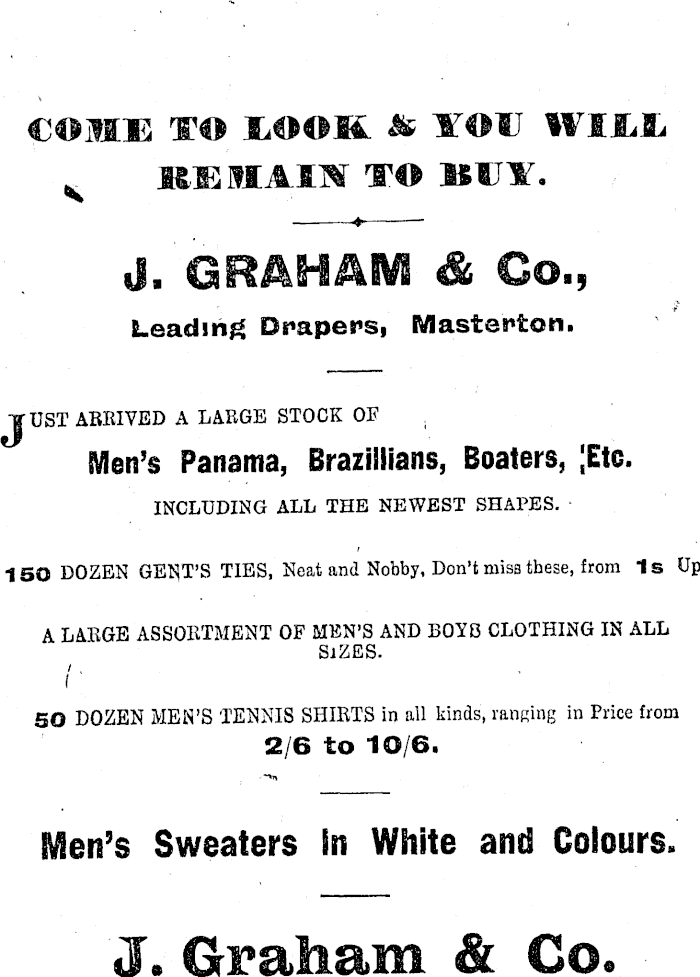 COME TO LOOK & YOU WILL
REMAIN TO BUY.
J. GRAHAM & Co.,
Leading Drapers, Masterton.
JUST ARRIVED A LARGE STOCK OF
Men's Panama, Brazillians, Boaters, Etc.
INCLUDING ALL THE NEWEST SHAPES.
150 DOZEN GENT'S TIES, Neat and Nobby, Don't miss these, from 1s Up
A LARGE ASSORTMENT OF MEN'S AND BOYS CLOTHING IN ALL
SIZES.
50 DOZEN MEN'S TENNIS SHIRTS in all kinds, ranging in Price from
2/6 to 10/6.
Men's Sweaters In White and Colours.
J. Graham & Co.